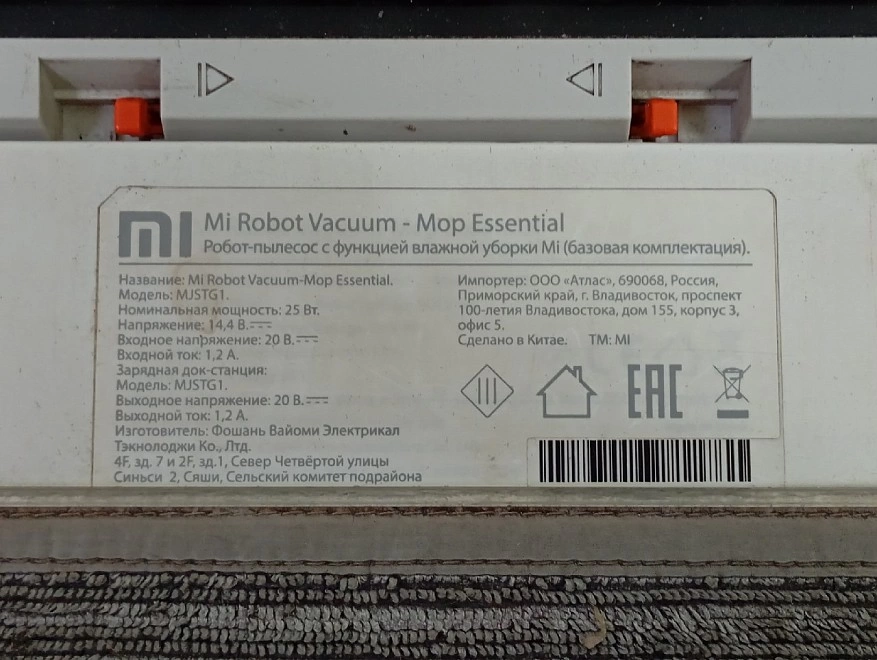 MI
Mi Robot Vacuum - Mop Essential
Робот-пылесос с функцией влажной уборки Mi (базовая комплектация).
Название: Mi Robot Vacuum-Mop Essential.
Модель: MJSTG1.
Номинальная мощность: 25 Вт.
Напряжение: 14,4 В.
Входное напряжение: 20 В.
Входной ток: 1,2 А.
Зарядная док-станция:
Модель: MJSTG1.
Выходное напряжение: 20 В.
Выходной ток: 1,2 А.
Изготовитель: Фошань Вайоми Электрикал
Тэкнолоджи Ко., Лтд.
4F, зд. 7 и 2F, зд.1, Север Четвёртой улицы
Синьси 2, Сяши, Сельский комитет подрайона
Импортер: ООО «Атлас», 690068, Россия,
Приморский край, г. Владивосток, проспект
100-летия Владивостока, дом 155, корпус 3,
офис 5.
Сделано в Китае. ТМ: MI
EAC